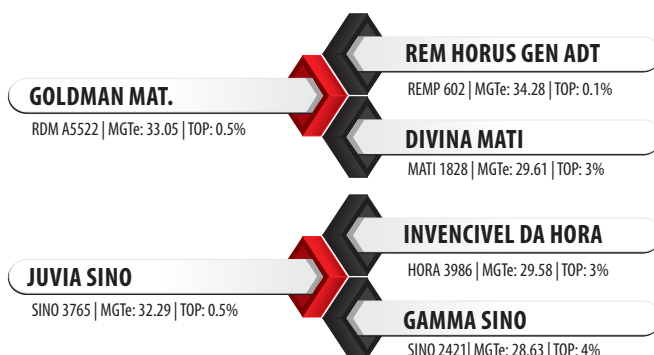 REM HORUS GEN ADT
REMP 602 | MGTe: 34.28 | TOP: 0.1%
GOLDMAN MAT.
RDM A5522 | MGTe: 33.05 | TOP: 0.5%
DIVINA MATI
MATI 1828 | MGTe: 29.61 | TOP: 3%
INVENCIVEL DA HORA
HORA 3986 | MGTe: 29.58 | TOP: 3%
JUVIA SINO
SINO 3765 | MGTe: 32.29 | TOP: 0.5%
GAMMA SINO
SINO 2421| MGTe: 28.63 | TOP: 4%